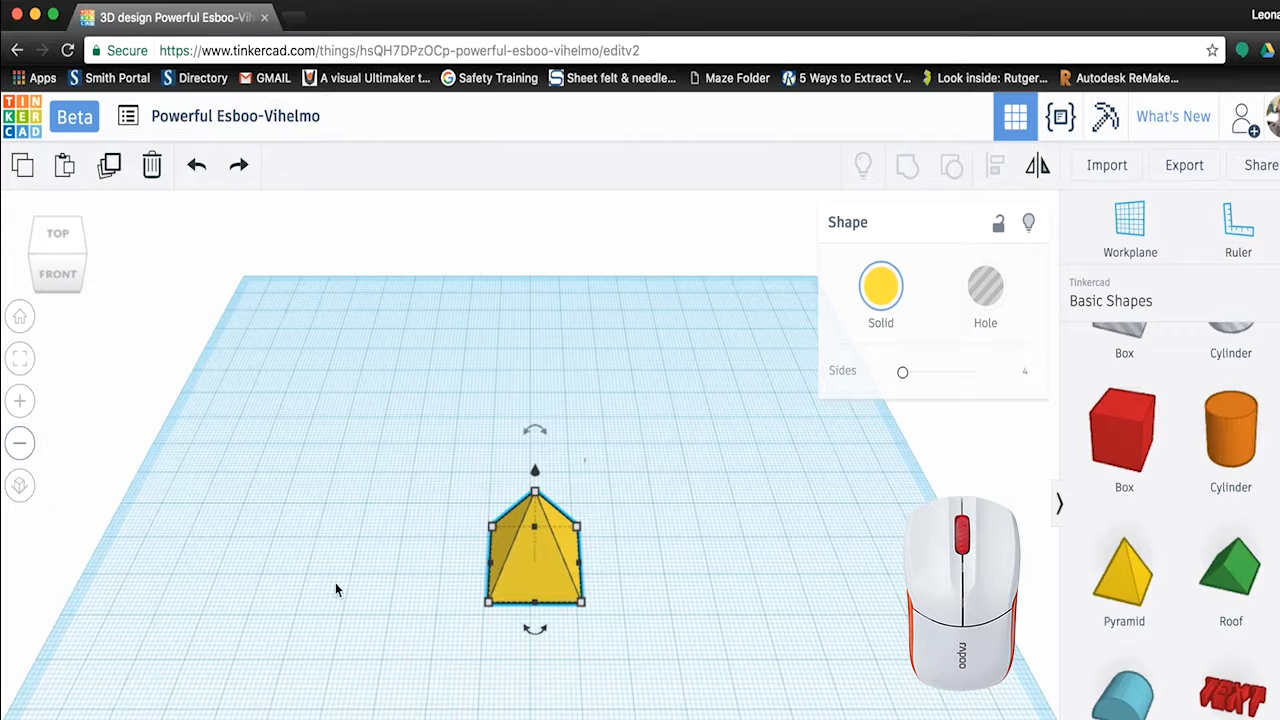 3D design Powerful Esboo-Vih
Leona
Secure
https://www.tinkercad.com/things/hsQH7DPzOCp-powerful-esboo-vihelmo/editv2
Apps
Smith Portal
Directory
GMAIL
A visual Ultimaker t...
Safety Training
Sheet felt & needle...
Maze Folder
5 Ways to Extract V...
Look inside: Rutger...
Autodesk ReMake...
TIN
KER
CAD
Beta
Powerful Esboo-Vihelmo
What's New
Import
Export
Share
TOP
FRONT
Shape
Solid
Hole
Sides
4
Workplane
Ruler
Tinkercad
Basic Shapes
Box
Cylinder
Box
Cylinder
Pyramid
Roof
TEXT
rapoo